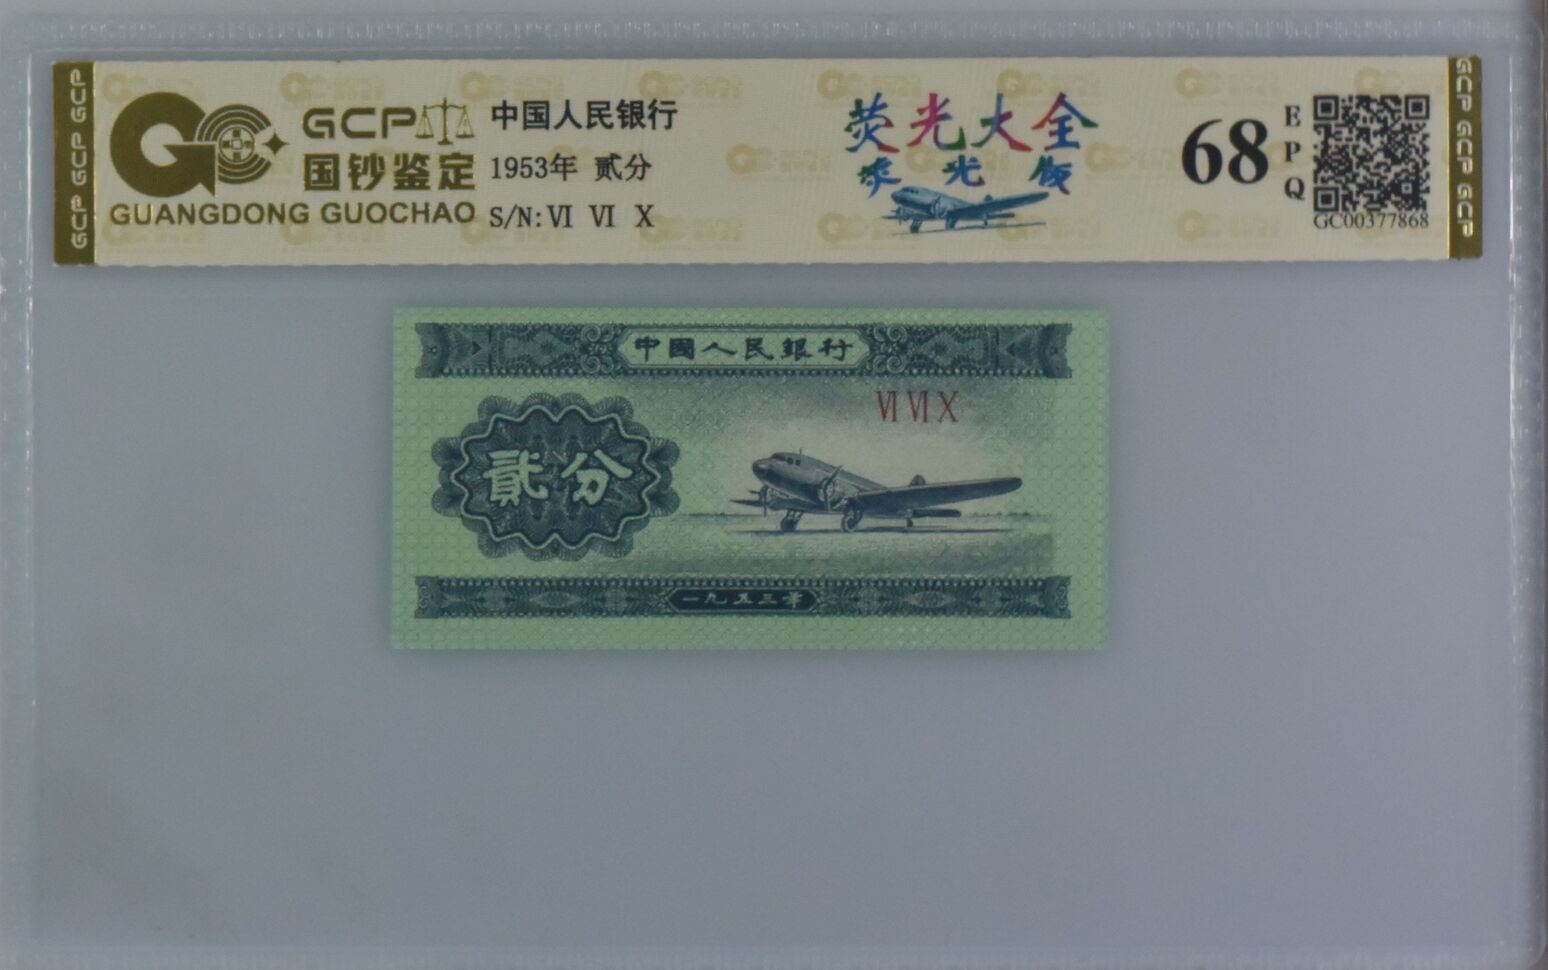 GCP GCP GCP
GCP
国钞鉴定
GUANGDONG GUOCHAO
中国人民银行
1953年 贰分
S/N:Ⅵ Ⅵ Ⅹ
荧光大全
荧光版
68
EPQ
GC00377868
GCP GCP GCP
中國人民銀行
ⅥⅥⅩ
貳分
一九五三年